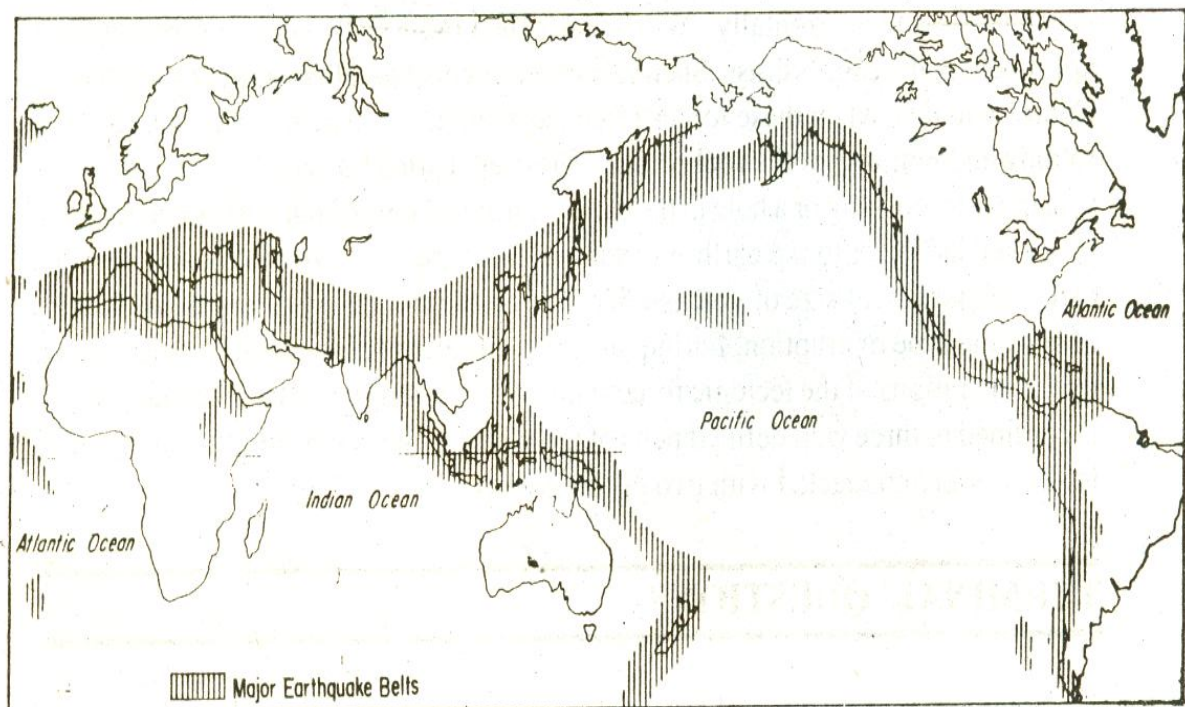 Atlantic Ocean
Pacific Ocean
Indian Ocean
Atlantic Ocean
Major Earthquake Belts